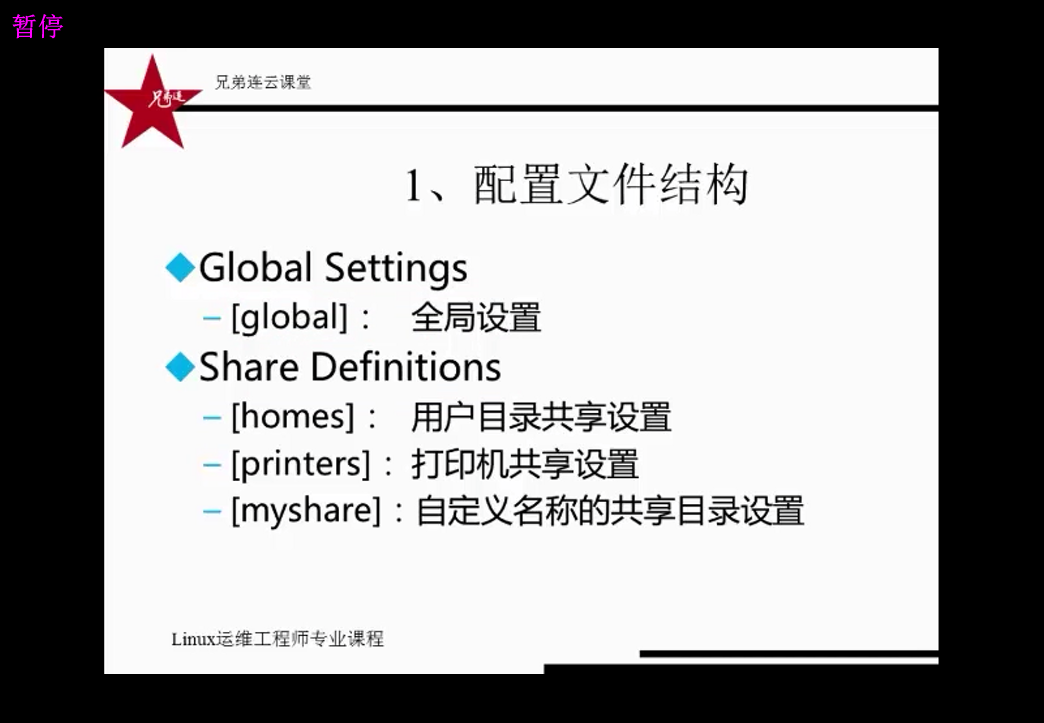 暂停
兄弟连云课堂
兄弟连
1、配置文件结构
◆Global Settings
– [global]： 全局设置
◆Share Definitions
– [homes]： 用户目录共享设置
– [printers]：打印机共享设置
– [myshare]：自定义名称的共享目录设置
Linux运维工程师专业课程